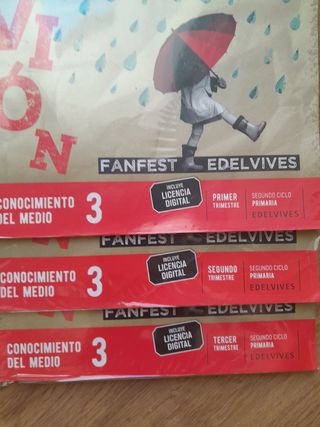 VI
ÓN
FANFEST EDELVIVES
CONOCIMIENTO DEL MEDIO 3 INCLUYE LICENCIA DIGITAL PRIMER TRIMESTRE SEGUNDO CICLO PRIMARIA EDELVIVES
FANFEST EDELVIVES
CONOCIMIENTO DEL MEDIO 3 INCLUYE LICENCIA DIGITAL SEGUNDO TRIMESTRE SEGUNDO CICLO PRIMARIA EDELVIVES
FANFEST EDELVIVES
CONOCIMIENTO DEL MEDIO 3 INCLUYE LICENCIA DIGITAL TERCER TRIMESTRE SEGUNDO CICLO PRIMARIA EDELVIVES